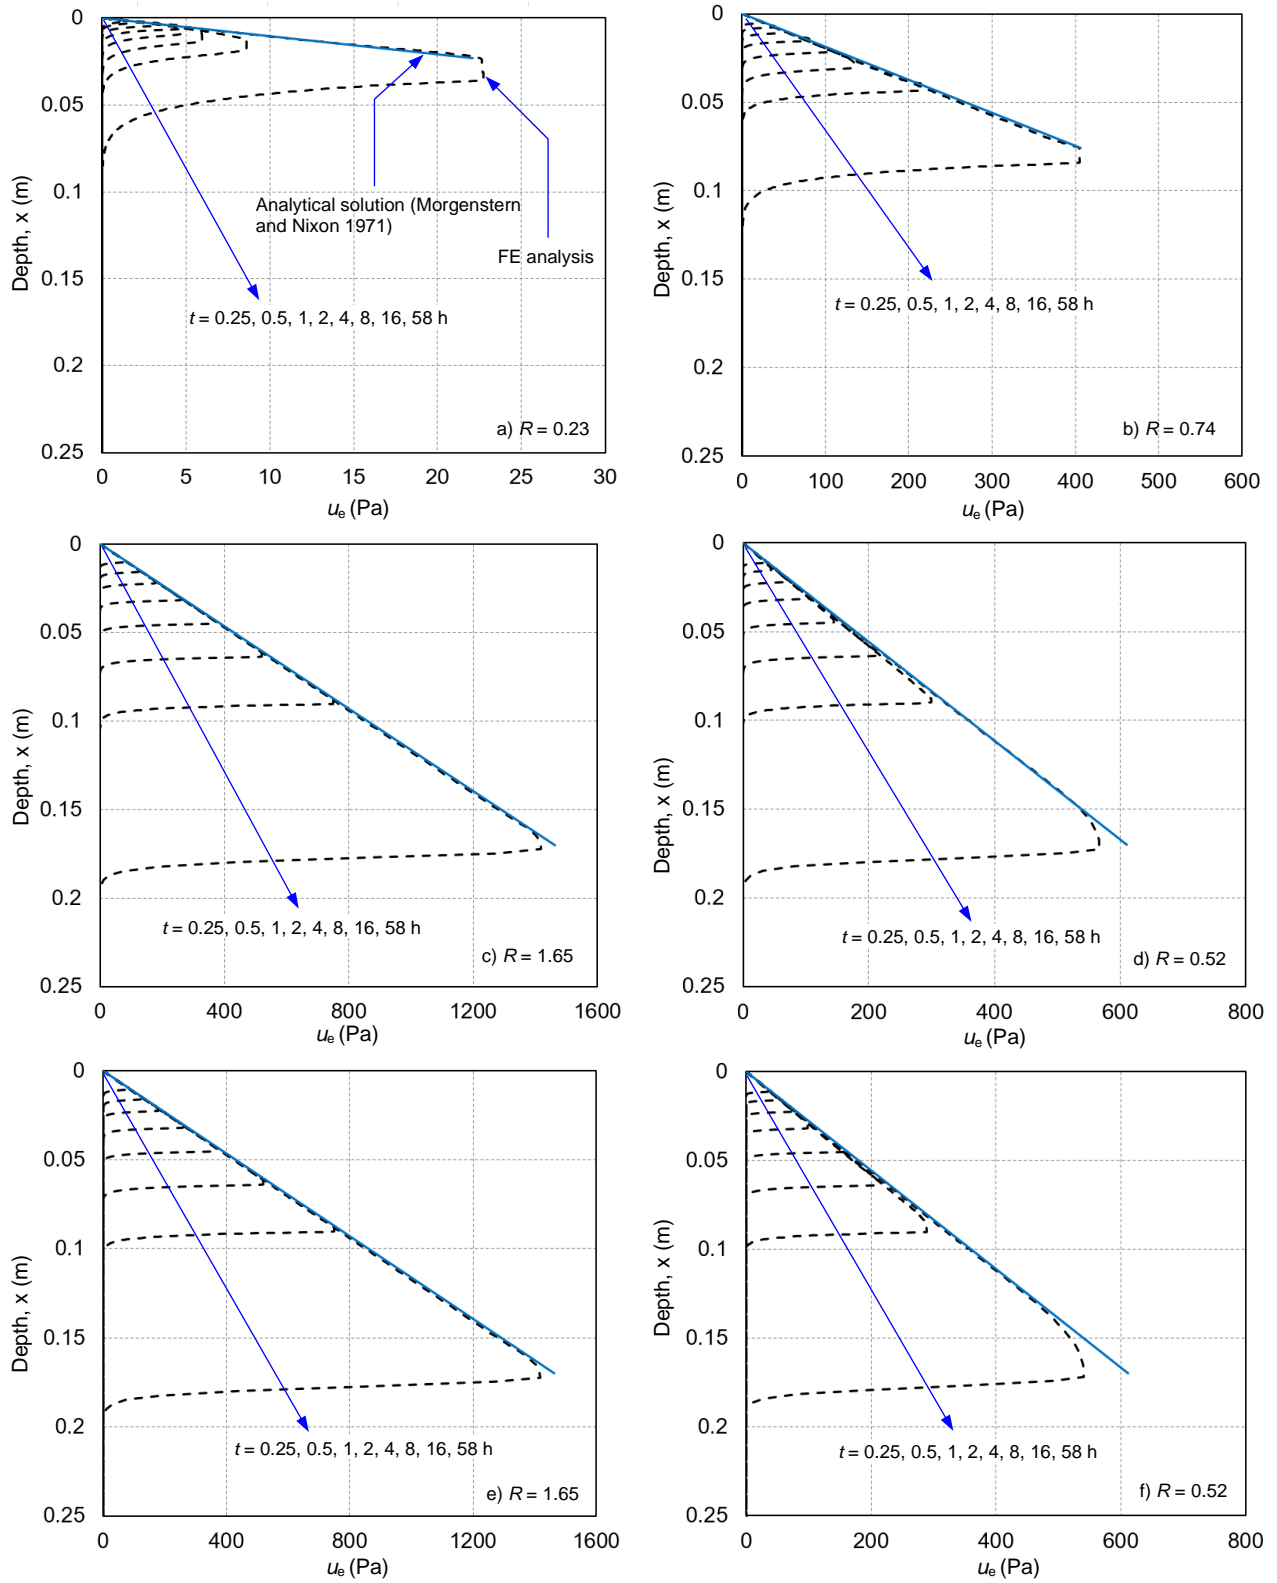 0
0.05
0.1
0.15
0.2
0.25
Depth, x (m)
Analytical solution (Morgenstern
and Nixon 1971)
FE analysis
t = 0.25, 0.5, 1, 2, 4, 8, 16, 58 h
a) R = 0.23
0 5 10 15 20 25 30
ue (Pa)
0
0.05
0.1
0.15
0.2
0.25
Depth, x (m)
t = 0.25, 0.5, 1, 2, 4, 8, 16, 58 h
b) R = 0.74
0 100 200 300 400 500 600
ue (Pa)
0
0.05
0.1
0.15
0.2
0.25
Depth, x (m)
t = 0.25, 0.5, 1, 2, 4, 8, 16, 58 h
c) R = 1.65
0 400 800 1200 1600
ue (Pa)
0
0.05
0.1
0.15
0.2
0.25
Depth, x (m)
t = 0.25, 0.5, 1, 2, 4, 8, 16, 58 h
d) R = 0.52
0 200 400 600 800
ue (Pa)
0
0.05
0.1
0.15
0.2
0.25
Depth, x (m)
t = 0.25, 0.5, 1, 2, 4, 8, 16, 58 h
e) R = 1.65
0 400 800 1200 1600
ue (Pa)
0
0.05
0.1
0.15
0.2
0.25
Depth, x (m)
t = 0.25, 0.5, 1, 2, 4, 8, 16, 58 h
f) R = 0.52
0 200 400 600 800
ue (Pa)